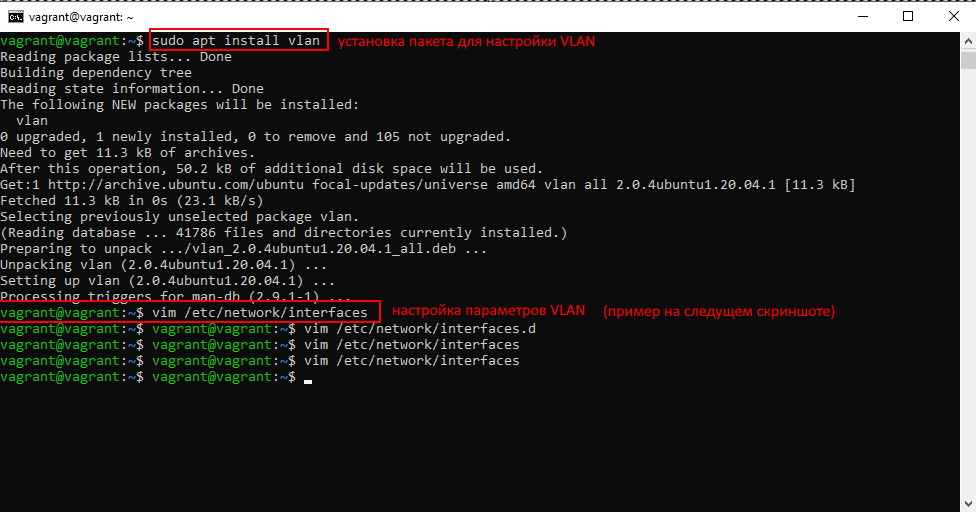 vagrant@vagrant: ~
vagrant@vagrant:~$ sudo apt install vlan установка пакета для настройки VLAN
Reading package lists... Done
Building dependency tree
Reading state information... Done
The following NEW packages will be installed:
vlan
0 upgraded, 1 newly installed, 0 to remove and 105 not upgraded.
Need to get 11.3 kB of archives.
After this operation, 50.2 kB of additional disk space will be used.
Get:1 http://archive.ubuntu.com/ubuntu focal-updates/universe amd64 vlan all 2.0.4ubuntu1.20.04.1 [11.3 kB]
Fetched 11.3 kB in 0s (23.1 kB/s)
Selecting previously unselected package vlan.
(Reading database ... 41786 files and directories currently installed.)
Preparing to unpack .../vlan_2.0.4ubuntu1.20.04.1_all.deb ...
Unpacking vlan (2.0.4ubuntu1.20.04.1) ...
Setting up vlan (2.0.4ubuntu1.20.04.1) ...
Processing triggers for man-db (2.9.1-1) ...
vagrant@vagrant:~$ vim /etc/network/interfaces настройка параметров VLAN (пример на следущем скриншоте)
vagrant@vagrant:~$ vagrant@vagrant:~$ vim /etc/network/interfaces.d
vagrant@vagrant:~$ vagrant@vagrant:~$ vim /etc/network/interfaces
vagrant@vagrant:~$ vagrant@vagrant:~$ vim /etc/network/interfaces
vagrant@vagrant:~$ vagrant@vagrant:~$